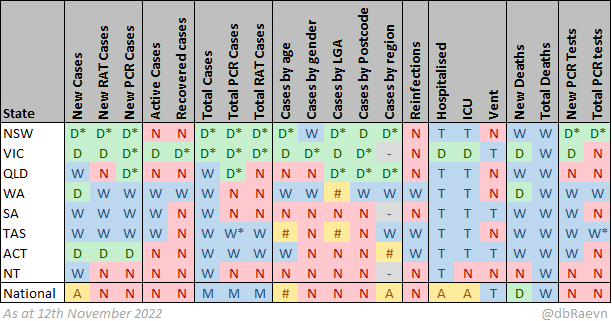 State New Cases New RAT Cases New PCR Cases Active Cases Recovered cases Total Cases Total PCR Cases Total RAT Cases Cases by age Cases by gender Cases by LGA Cases by Postcode Cases by region Reinfections Hospitalised ICU Vent New Deaths Total Deaths New PCR Tests Total PCR tests
NSW D* D* D* N N D* D* D* D* W D* D D* N T T N W W D* D*
VIC D D D* D D* D* D* D* D D* D D* - N D D T D W D N
QLD W N D* N N W D* N N N D* D* D* N T T N W W N N
WA D W W W W W N N W W # W W W T T N D W N N
SA W W W W N W W W N N N N - N T T T W W N N
TAS W W W W N W W* W # N # N W W T T T W W W W*
ACT D D D N N W W W W W N N # W T T T W W N N
NT W N N N N W N N N N N N - N T N N N W N N
National A N N N N M M M # N N N A N A A T D W N N
As at 12th November 2022 @dbRaevn